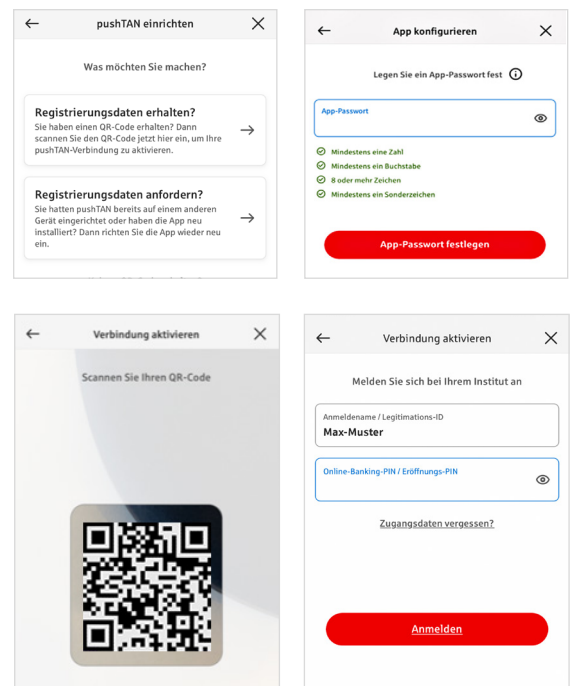 pushTAN einrichten
Was möchten Sie machen?
Registrierungsdaten erhalten?
Sie haben einen QR-Code erhalten? Dann
scannen Sie den QR-Code jetzt hier ein, um Ihre
pushTAN-Verbindung zu aktivieren.
Registrierungsdaten anfordern?
Sie hatten pushTAN bereits auf einem anderen
Gerät eingerichtet oder haben die App neu
installiert? Dann richten Sie die App wieder neu
ein.
App konfigurieren
Legen Sie ein App-Passwort fest
App-Passwort
Mindestens eine Zahl
Mindestens ein Buchstabe
8 oder mehr Zeichen
Mindestens ein Sonderzeichen
App-Passwort festlegen
Verbindung aktivieren
Scannen Sie Ihren QR-Code
Verbindung aktivieren
Melden Sie sich bei Ihrem Institut an
Anmeldename / Legitimations-ID
Max-Muster
Online-Banking-PIN / Eröffnungs-PIN
Zugangsdaten vergessen?
Anmelden